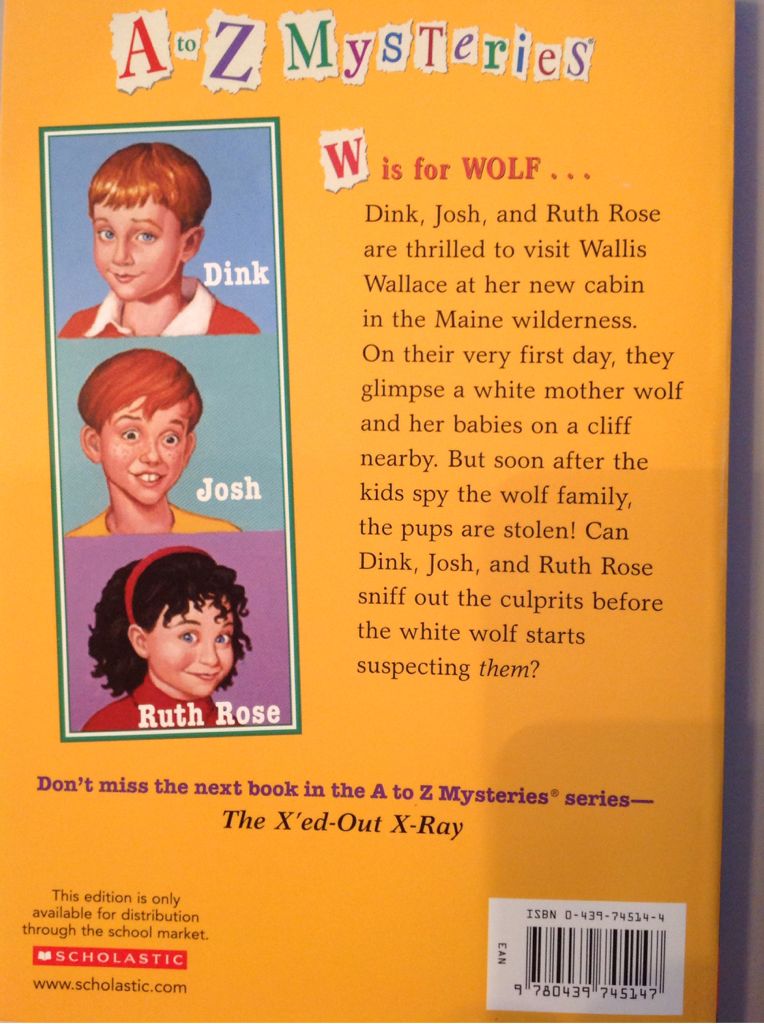 A to Z Mysteries®
Dink
Josh
Ruth Rose
W is for WOLF . . .
Dink, Josh, and Ruth Rose
are thrilled to visit Wallis
Wallace at her new cabin
in the Maine wilderness.
On their very first day, they
glimpse a white mother wolf
and her babies on a cliff
nearby. But soon after the
kids spy the wolf family,
the pups are stolen! Can
Dink, Josh, and Ruth Rose
sniff out the culprits before
the white wolf starts
suspecting them?
Don't miss the next book in the A to Z Mysteries® series—
The X'ed-Out X-Ray
This edition is only
available for distribution
through the school market.
SCHOLASTIC
www.scholastic.com
ISBN 0-439-74514-4
EAN
9 780439 745147